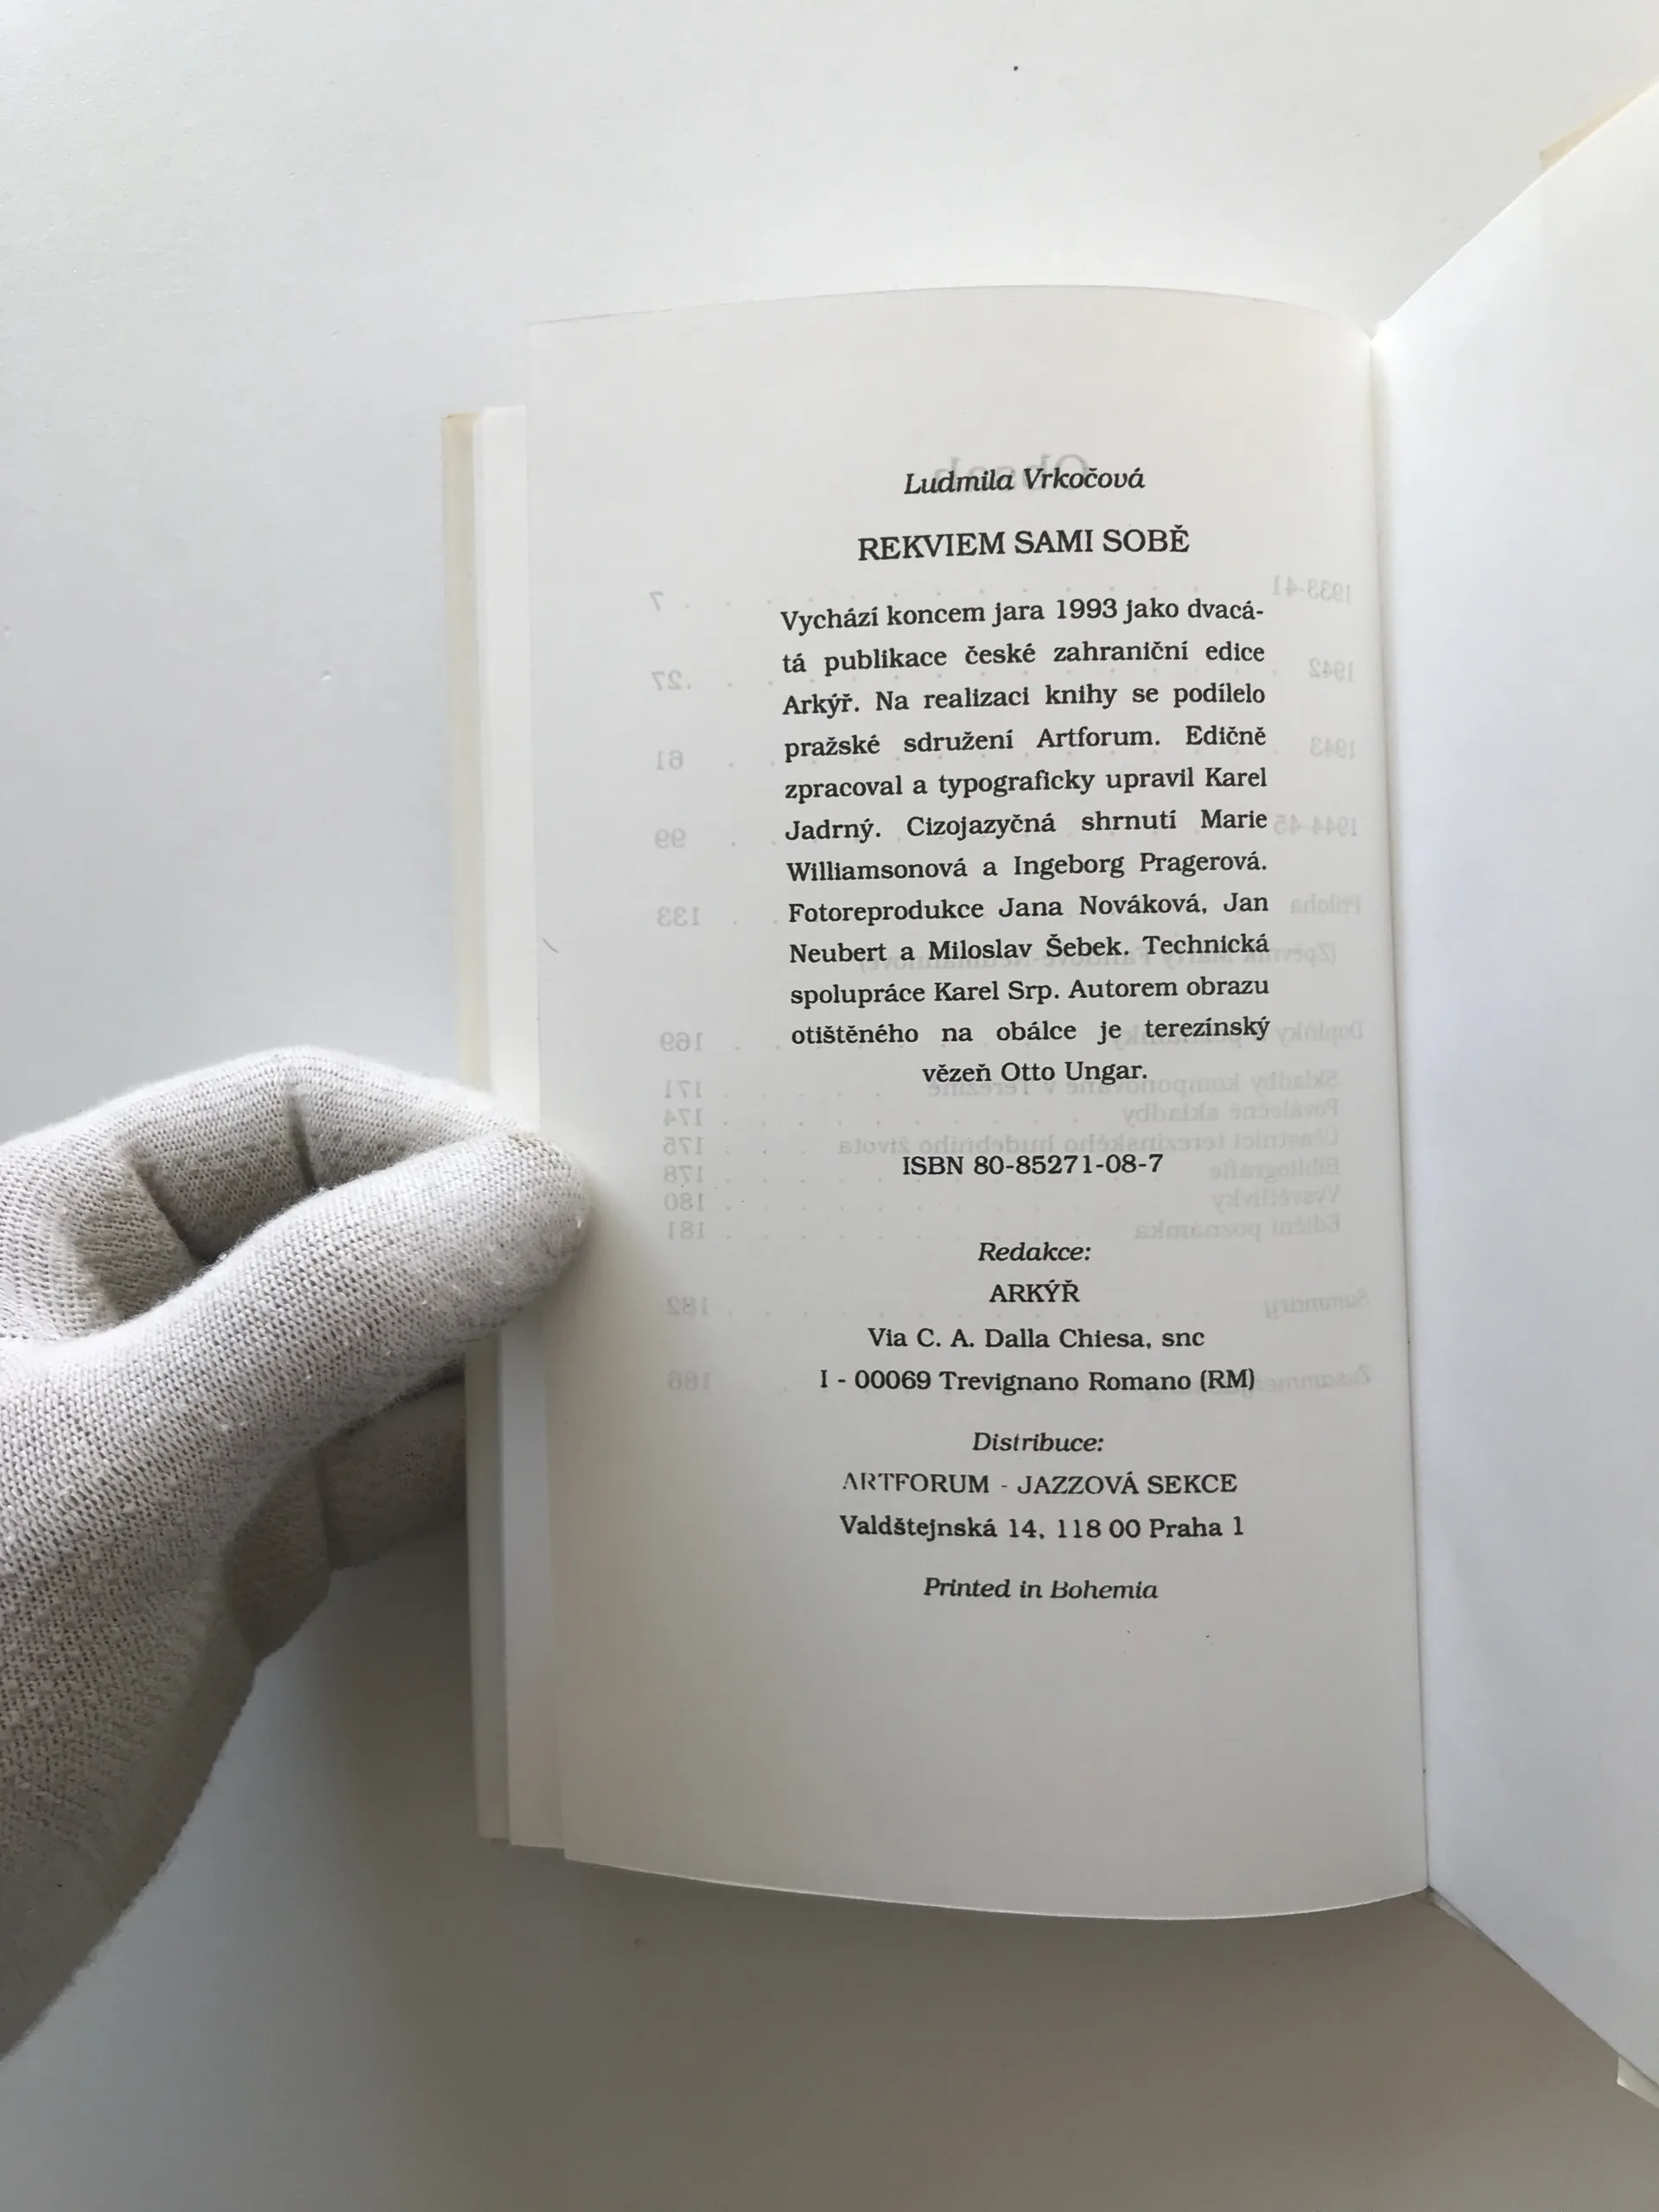 Ludmila Vrkočová
REKVIEM SAMI SOBĚ
Vychází koncem jara 1993 jako dvacá-
tá publikace české zahraniční edice
Arkýř. Na realizaci knihy se podílelo
pražské sdružení Artforum. Edičně
zpracoval a typograficky upravil Karel
Jadrný. Cizojazyčná shrnutí Marie
Williamsonová a Ingeborg Pragerová.
Fotoreprodukce Jana Nováková, Jan
Neubert a Miloslav Šebek. Technická
spolupráce Karel Srp. Autorem obrazu
otištěného na obálce je terezínský
vězeň Otto Ungar.
ISBN 80-85271-08-7
Redakce:
ARKÝŘ
Via C. A. Dalla Chiesa, snc
I - 00069 Trevignano Romano (RM)
Distribuce:
ARTFORUM - JAZZOVÁ SEKCE
Valdštejnská 14, 118 00 Praha 1
Printed in Bohemia